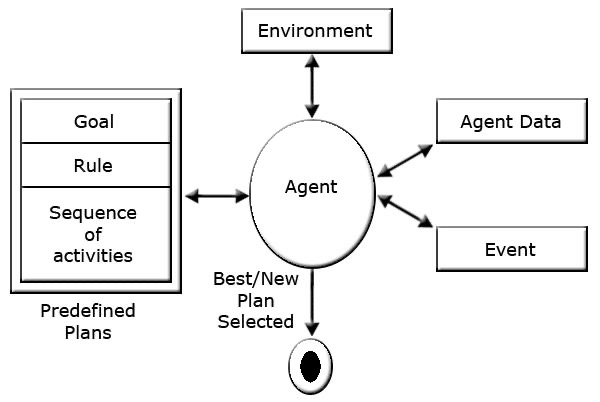 Environment
Goal
Rule
Sequence
of
activities
Predefined
Plans
Agent
Agent Data
Event
Best/New
Plan
Selected